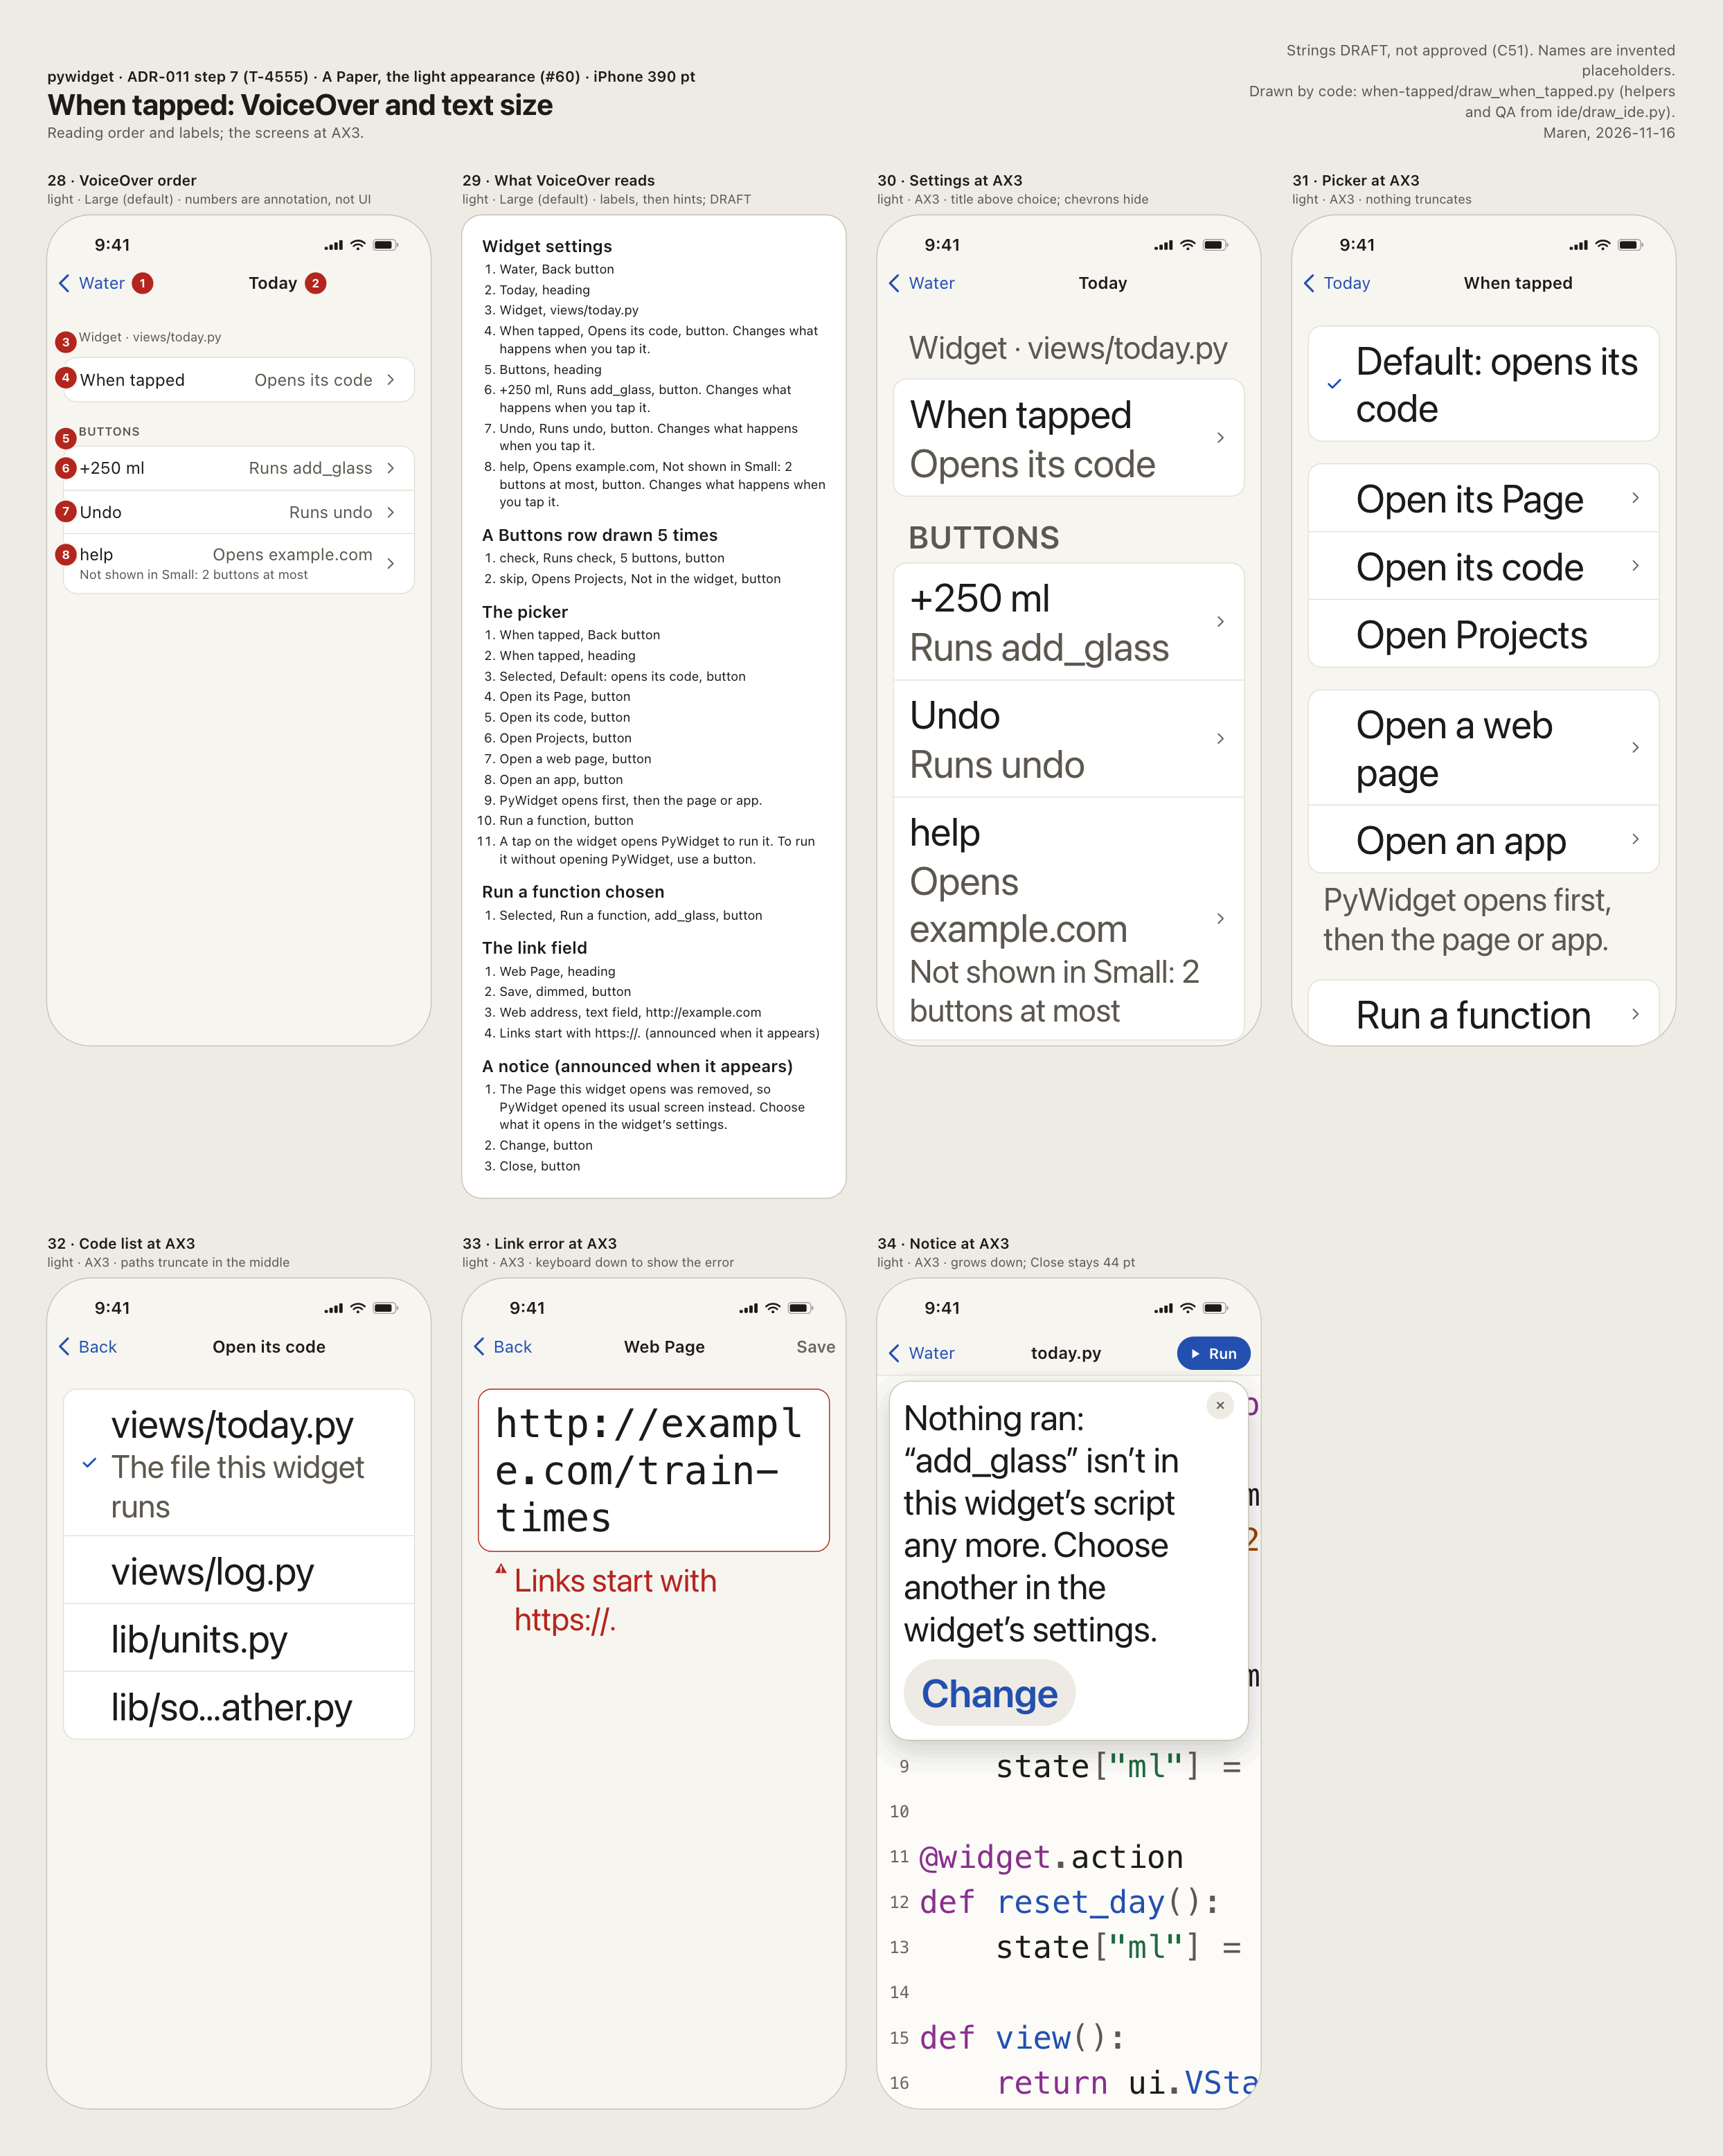 pywidget · ADR-011 step 7 (T-4555) · A Paper, the light appearance (#60) · iPhone 390 pt
When tapped: VoiceOver and text size
Reading order and labels; the screens at AX3.
Strings DRAFT, not approved (C51). Names are invented
placeholders.
Drawn by code: when-tapped/draw_when_tapped.py (helpers
and QA from ide/draw_ide.py).
Maren, 2026-11-16
28 · VoiceOver order
light · Large (default) · numbers are annotation, not UI
9:41
Water 1
Today 2
3 Widget · views/today.py
4 When tapped Opens its code
5 BUTTONS
6 +250 ml Runs add_glass
7 Undo Runs undo
8 help Opens example.com
Not shown in Small: 2 buttons at most
29 · What VoiceOver reads
light · Large (default) · labels, then hints; DRAFT
Widget settings
1. Water, Back button
2. Today, heading
3. Widget, views/today.py
4. When tapped, Opens its code, button. Changes what
happens when you tap it.
5. Buttons, heading
6. +250 ml, Runs add_glass, button. Changes what
happens when you tap it.
7. Undo, Runs undo, button. Changes what happens
when you tap it.
8. help, Opens example.com, Not shown in Small: 2
buttons at most, button. Changes what happens when
you tap it.
A Buttons row drawn 5 times
1. check, Runs check, 5 buttons, button
2. skip, Opens Projects, Not in the widget, button
The picker
1. When tapped, Back button
2. When tapped, heading
3. Selected, Default: opens its code, button
4. Open its Page, button
5. Open its code, button
6. Open Projects, button
7. Open a web page, button
8. Open an app, button
9. PyWidget opens first, then the page or app.
10. Run a function, button
11. A tap on the widget opens PyWidget to run it. To run
it without opening PyWidget, use a button.
Run a function chosen
1. Selected, Run a function, add_glass, button
The link field
1. Web Page, heading
2. Save, dimmed, button
3. Web address, text field, http://example.com
4. Links start with https://. (announced when it appears)
A notice (announced when it appears)
1. The Page this widget opens was removed, so
PyWidget opened its usual screen instead. Choose
what it opens in the widget’s settings.
2. Change, button
3. Close, button
30 · Settings at AX3
light · AX3 · title above choice; chevrons hide
9:41
Water
Today
Widget · views/today.py
When tapped
Opens its code
BUTTONS
+250 ml
Runs add_glass
Undo
Runs undo
help
Opens
example.com
Not shown in Small: 2
buttons at most
31 · Picker at AX3
light · AX3 · nothing truncates
9:41
Today
When tapped
Default: opens its
code
Open its Page
Open its code
Open Projects
Open a web
page
Open an app
PyWidget opens first,
then the page or app.
Run a function
32 · Code list at AX3
light · AX3 · paths truncate in the middle
9:41
Back
Open its code
views/today.py
The file this widget
runs
views/log.py
lib/units.py
lib/so...ather.py
33 · Link error at AX3
light · AX3 · keyboard down to show the error
9:41
Back
Web Page
Save
http://exampl
e.com/train-
times
Links start with
https://.
34 · Notice at AX3
light · AX3 · grows down; Close stays 44 pt
9:41
Water
today.py
Run
Nothing ran:
“add_glass” isn’t in
this widget’s script
any more. Choose
another in the
widget’s settings.
Change
9 state["ml"] =
10
11 @widget.action
12 def reset_day():
13 state["ml"] =
14
15 def view():
16 return ui.VSta